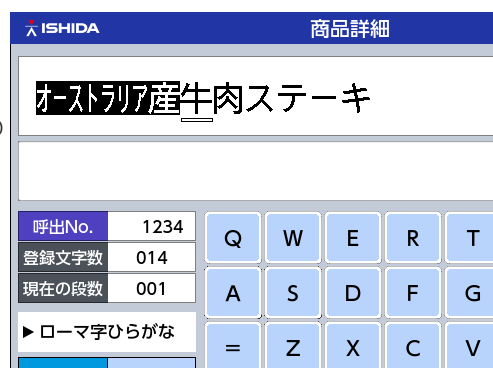 ISHIDA
商品詳細
オーストラリア産牛肉ステーキ
)
呼出No. 1234
登録文字数 014
現在の段数 001
▶ローマ字ひらがな
Q W E R T
A S D F G
= Z X C V